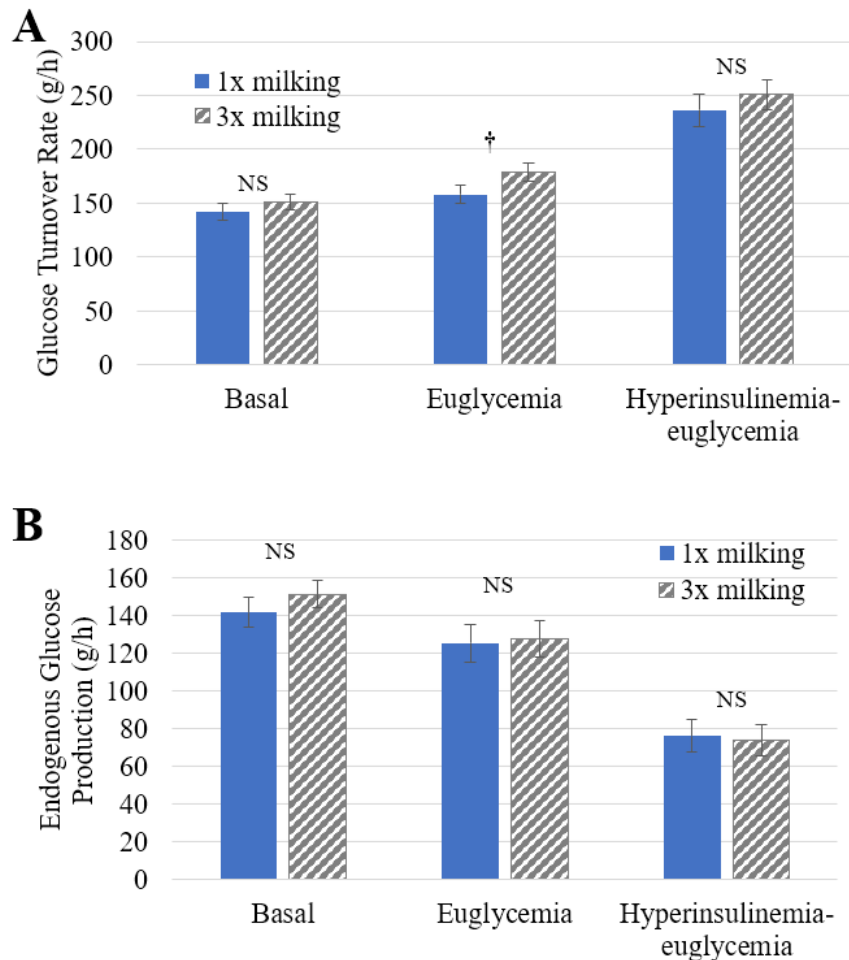 A
Glucose Turnover Rate (g/h)
300
250
200
150
100
50
0
1x milking
3x milking
NS
†
NS
Basal
Euglycemia
Hyperinsulinemia-
euglycemia
B
Endogenous Glucose
Production (g/h)
180
160
140
120
100
80
60
40
20
0
1x milking
3x milking
NS
NS
NS
Basal
Euglycemia
Hyperinsulinemia-
euglycemia